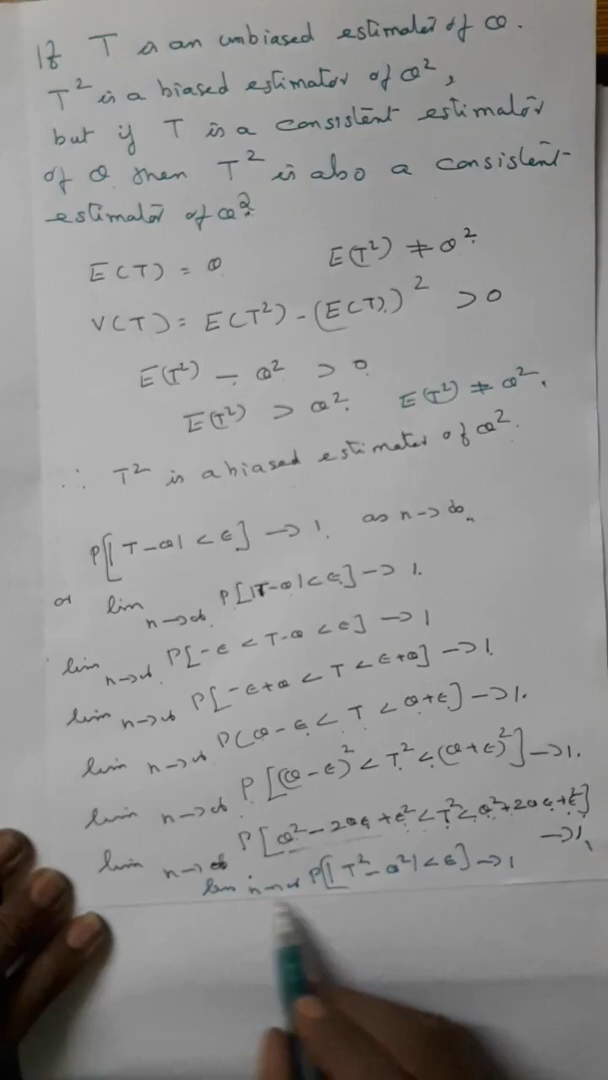 If T is an unbiased estimator of θ.
T² is a biased estimator of θ²,
but if T is a consistent estimator
of θ then T² is also a consistent
estimator of θ².
E(T) = θ E(T²) ≠ θ²
V(T) = E(T²) - (E(T))² > 0
E(T²) - θ² > 0
E(T²) > θ². E(T²) ≠ θ².
∴ T² is a biased estimator of θ².
P[|T-θ| < ε] → 1. as n → ∞
or lim n→∞ P[|T-θ| < ε] → 1.
lim n→∞ P[-ε < T-θ < ε] → 1
lim n→∞ P[-ε+θ < T < ε+θ] → 1.
lim n→∞ P(θ-ε < T < θ+ε] → 1.
lim n→∞ P[(θ-ε)² < T² < (θ+ε)²] → 1.
lim n→∞ P[θ² - 2θε + ε² < T² < θ² + 2θε + ε²] → 1,
lim n→∞ P[|T² - θ²| < ε] → 1